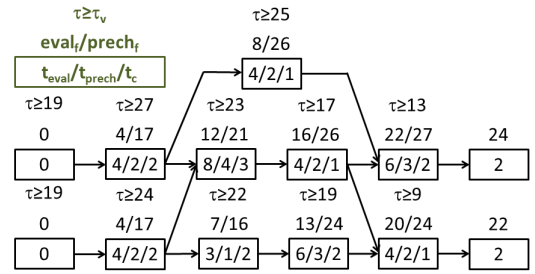 τ≥τv
evalf/prechf
teval/tprech/tc
τ≥25
8/26
4/2/1
τ≥19 τ≥27 τ≥23 τ≥17 τ≥13
0 4/17 12/21 16/26 22/27 24
0 4/2/2 8/4/3 4/2/1 6/3/2 2
τ≥19 τ≥24 τ≥22 τ≥19 τ≥9
0 4/17 7/16 13/24 20/24 22
0 4/2/2 3/1/2 6/3/2 4/2/1 2